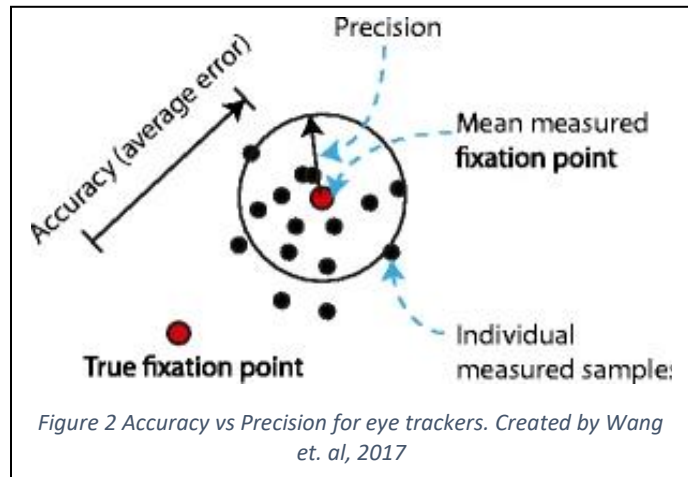 Precision
Accuracy (average error)
Mean measured
fixation point
Individual
measured samples
True fixation point
Figure 2 Accuracy vs Precision for eye trackers. Created by Wang
et. al, 2017